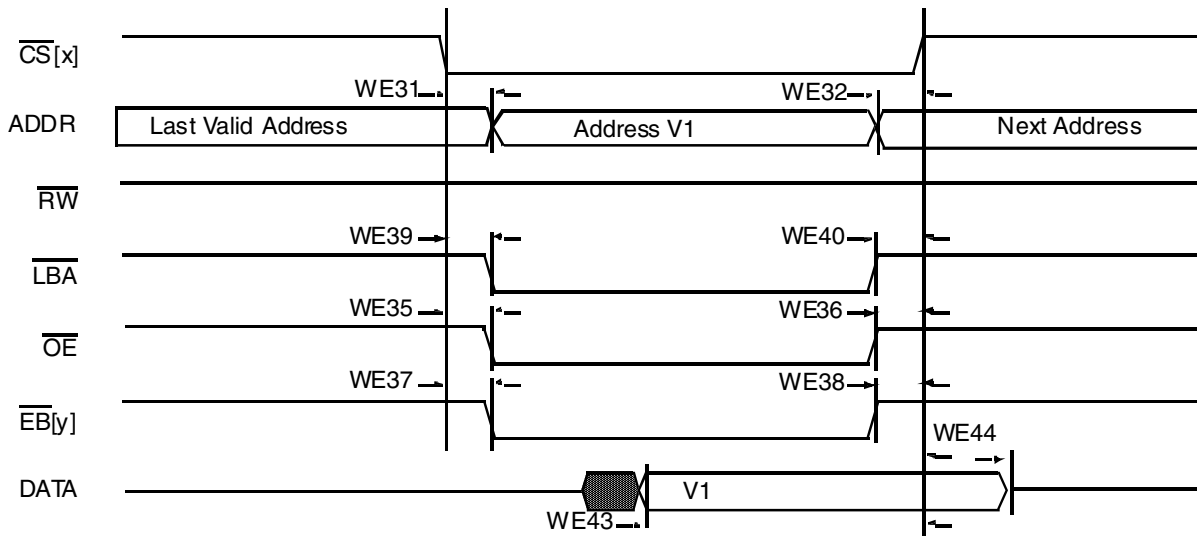 CS[x]
WE31
WE32
ADDR
Last Valid Address
Address V1
Next Address
RW
WE39
WE40
LBA
WE35
WE36
OE
WE37
WE38
EB[y]
WE44
DATA
V1
WE43